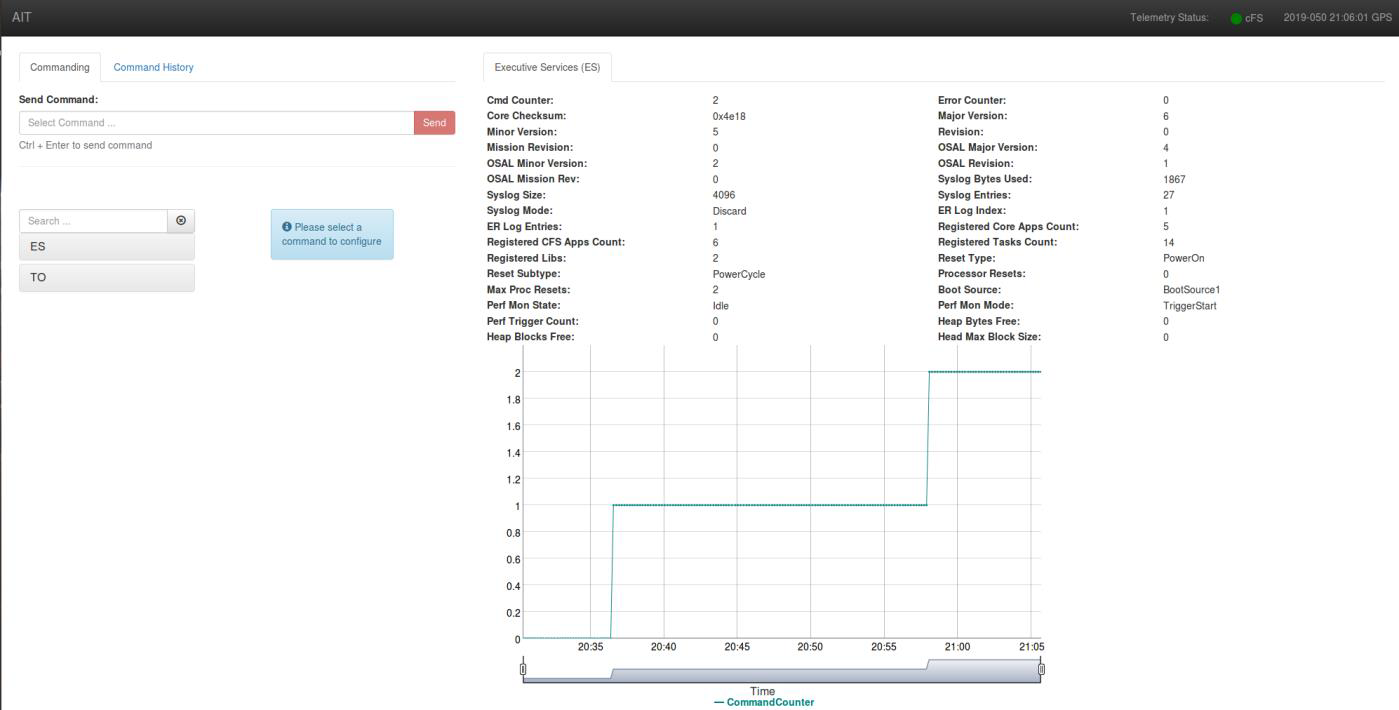 AIT
Telemetry Status: cFS 2019-050 21:06:01 GPS
Commanding Command History
Send Command:
Select Command ... Send
Ctrl + Enter to send command
Search ...
ES
TO
Please select a
command to configure
Executive Services (ES)
Cmd Counter: 2 Error Counter: 0
Core Checksum: 0x4e18 Major Version: 6
Minor Version: 5 Revision: 0
Mission Revision: 0 OSAL Major Version: 4
OSAL Minor Version: 2 OSAL Revision: 1
OSAL Mission Rev: 0 Syslog Bytes Used: 1867
Syslog Size: 4096 Syslog Entries: 27
Syslog Mode: Discard ER Log Index: 1
ER Log Entries: 1 Registered Core Apps Count: 5
Registered CFS Apps Count: 6 Registered Tasks Count: 14
Registered Libs: 2 Reset Type: PowerOn
Reset Subtype: PowerCycle Processor Resets: 0
Max Proc Resets: 2 Boot Source: BootSource1
Perf Mon State: Idle Perf Mon Mode: TriggerStart
Perf Trigger Count: 0 Heap Bytes Free: 0
Heap Blocks Free: 0 Head Max Block Size: 0
2
1.8
1.6
1.4
1.2
1
0.8
0.6
0.4
0.2
0
20:35 20:40 20:45 20:50 20:55 21:00 21:05
Time
CommandCounter